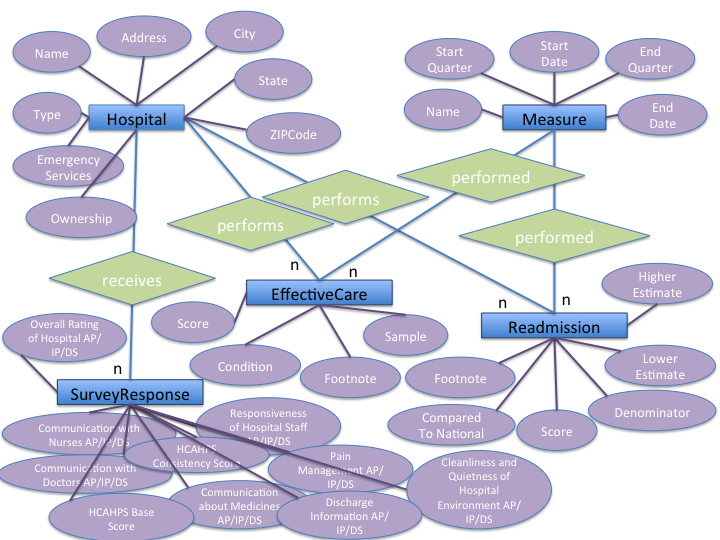 Name
Address
City
State
ZIPCode
Type
Hospital
Emergency
Services
Ownership
Start
Quarter
Start
Date
End
Quarter
Name
Measure
End
Date
performs
performs
performed
performed
receives
n
n
n
n
n
EffectiveCare
Score
Condition
Footnote
Sample
Readmission
Higher
Estimate
Lower
Estimate
Denominator
Score
Compared
To National
Footnote
Overall Rating
of Hospital AP/
IP/DS
SurveyResponse
Communication with
Nurses AP/IP/DS
Responsiveness
of Hospital Staff
AP/IP/DS
HCAHPS
Consistency Score
Communication with
Doctors AP/IP/DS
Pain
Management AP/
IP/DS
Cleanliness and
Quietness of
Hospital
Environment AP/
IP/DS
HCAHPS Base
Score
Communication
about Medicines
AP/IP/DS
Discharge
Information AP/
IP/DS